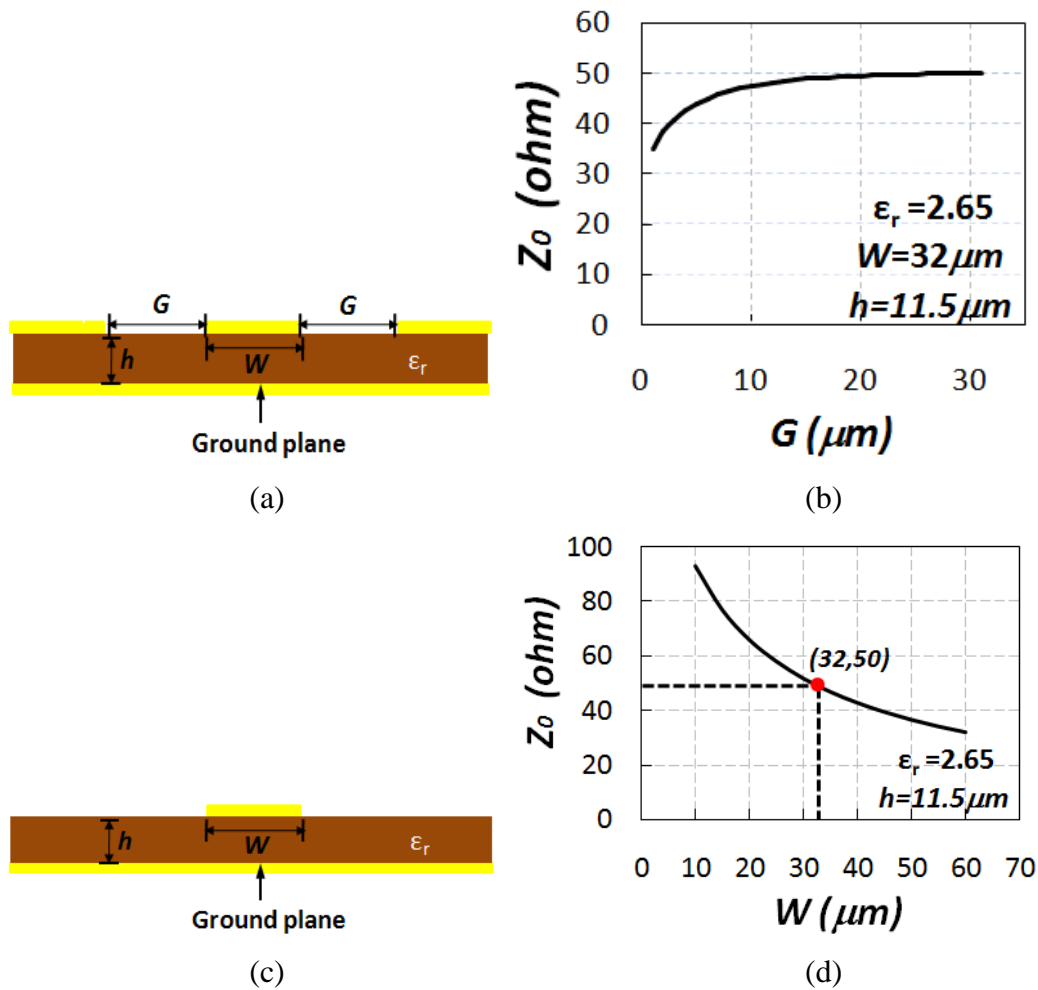 G
G
h
W
εr
Ground plane
(a)
60
50
40
30
20
10
0
Z0 (ohm)
εr =2.65
W=32μm
h=11.5μm
0
10
20
30
G (μm)
(b)
h
W
εr
Ground plane
(c)
100
80
60
40
20
0
Z0 (ohm)
(32,50)
εr =2.65
h=11.5μm
0
10
20
30
40
50
60
70
W (μm)
(d)